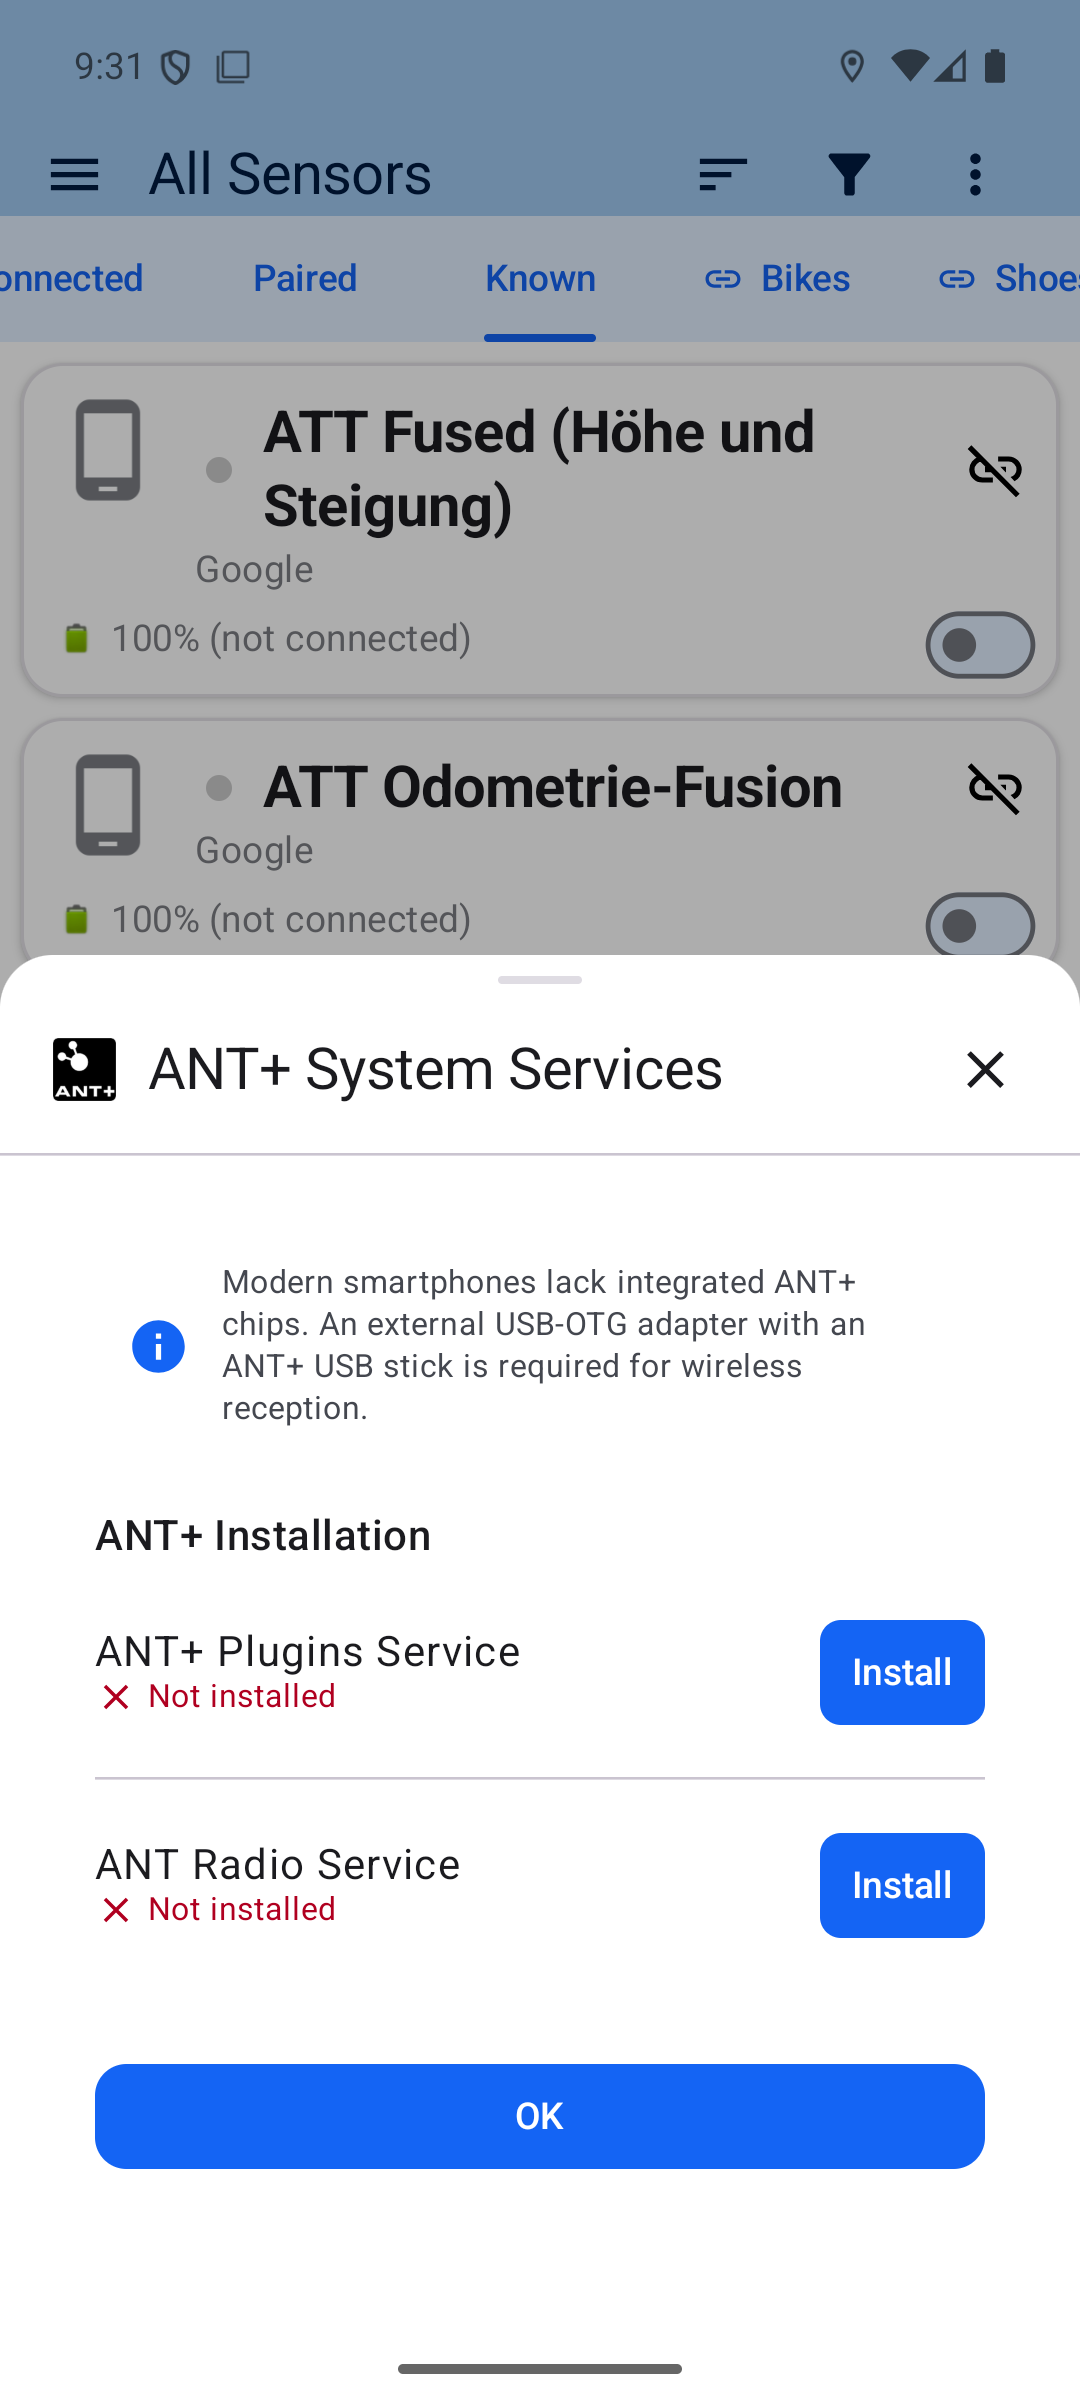 9:31
All Sensors
onnected Paired Known Bikes Shoes
ATT Fused (Höhe und
Steigung)
Google
100% (not connected)
ATT Odometrie-Fusion
Google
100% (not connected)
ANT+ ANT+ System Services
Modern smartphones lack integrated ANT+
chips. An external USB-OTG adapter with an
ANT+ USB stick is required for wireless
reception.
ANT+ Installation
ANT+ Plugins Service
Not installed
Install
ANT Radio Service
Not installed
Install
OK